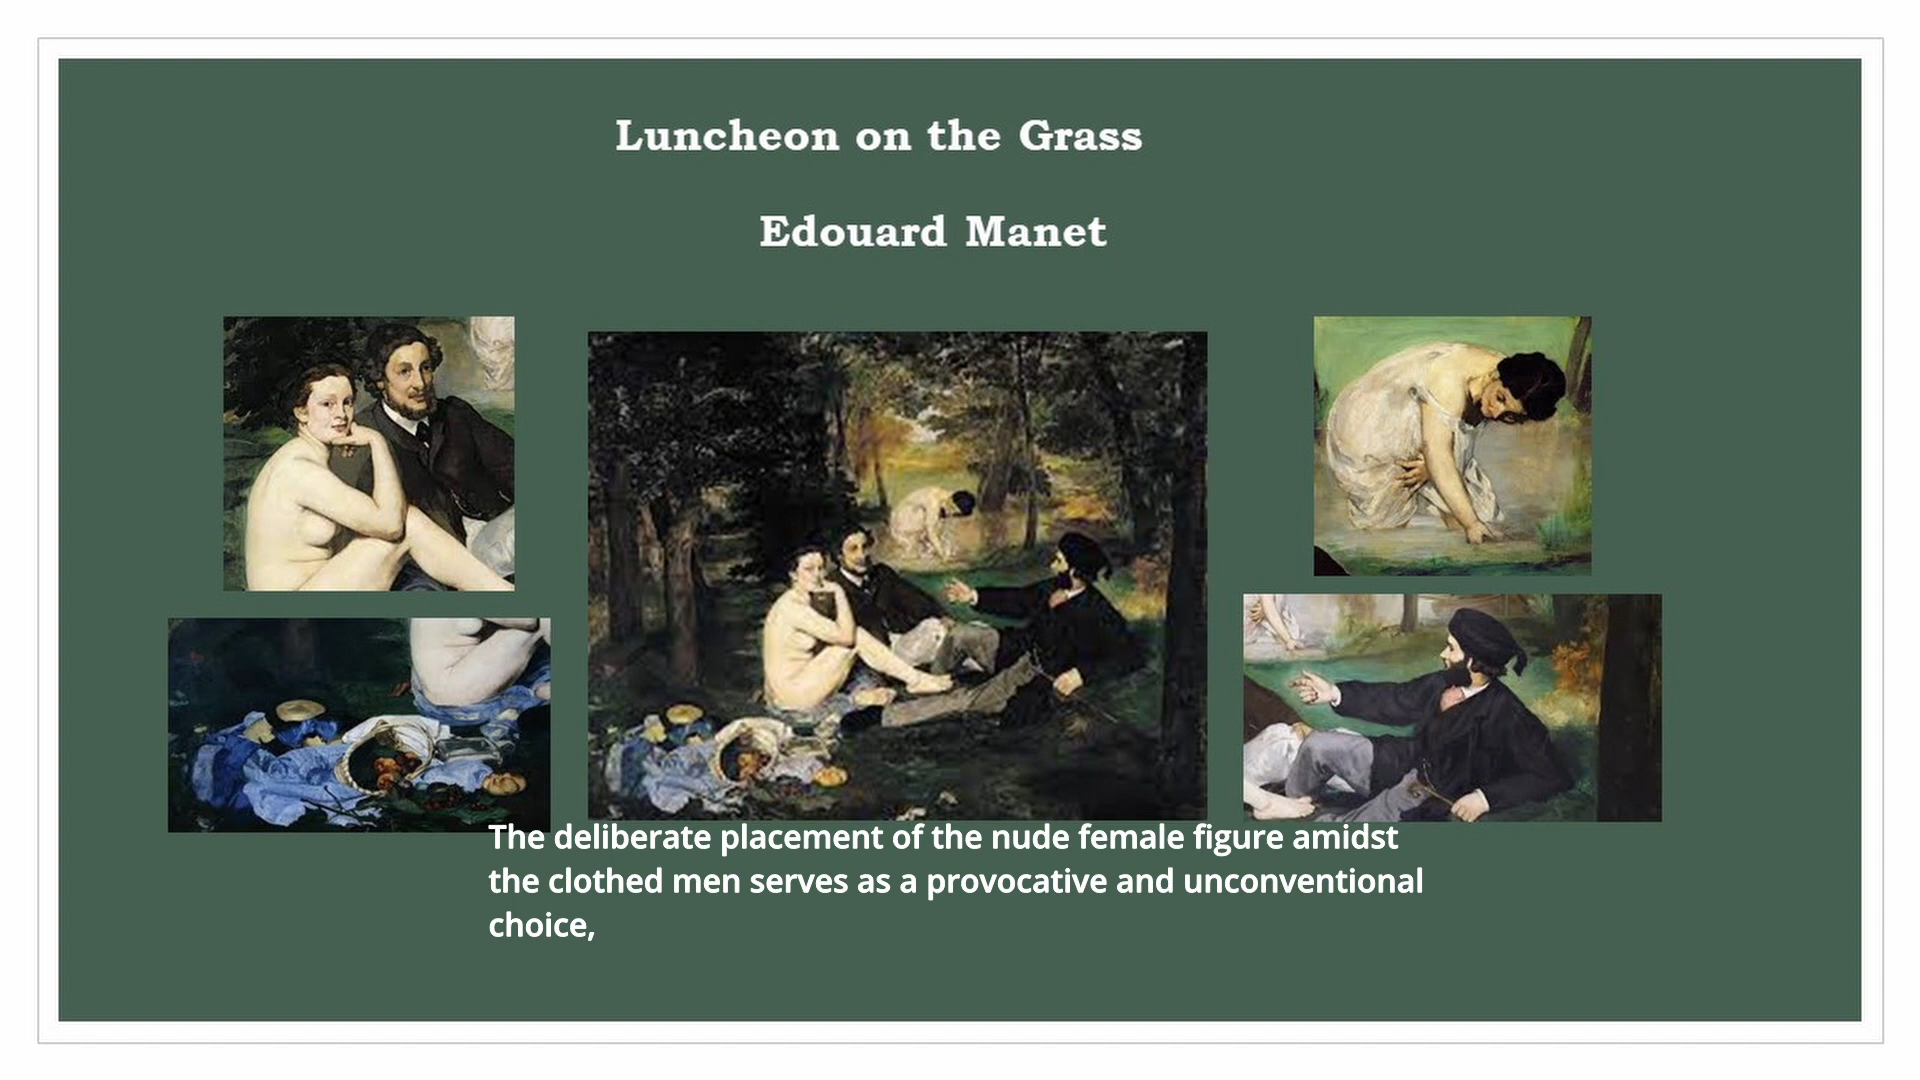 Luncheon on the Grass
Edouard Manet
The deliberate placement of the nude female figure amidst
the clothed men serves as a provocative and unconventional
choice,